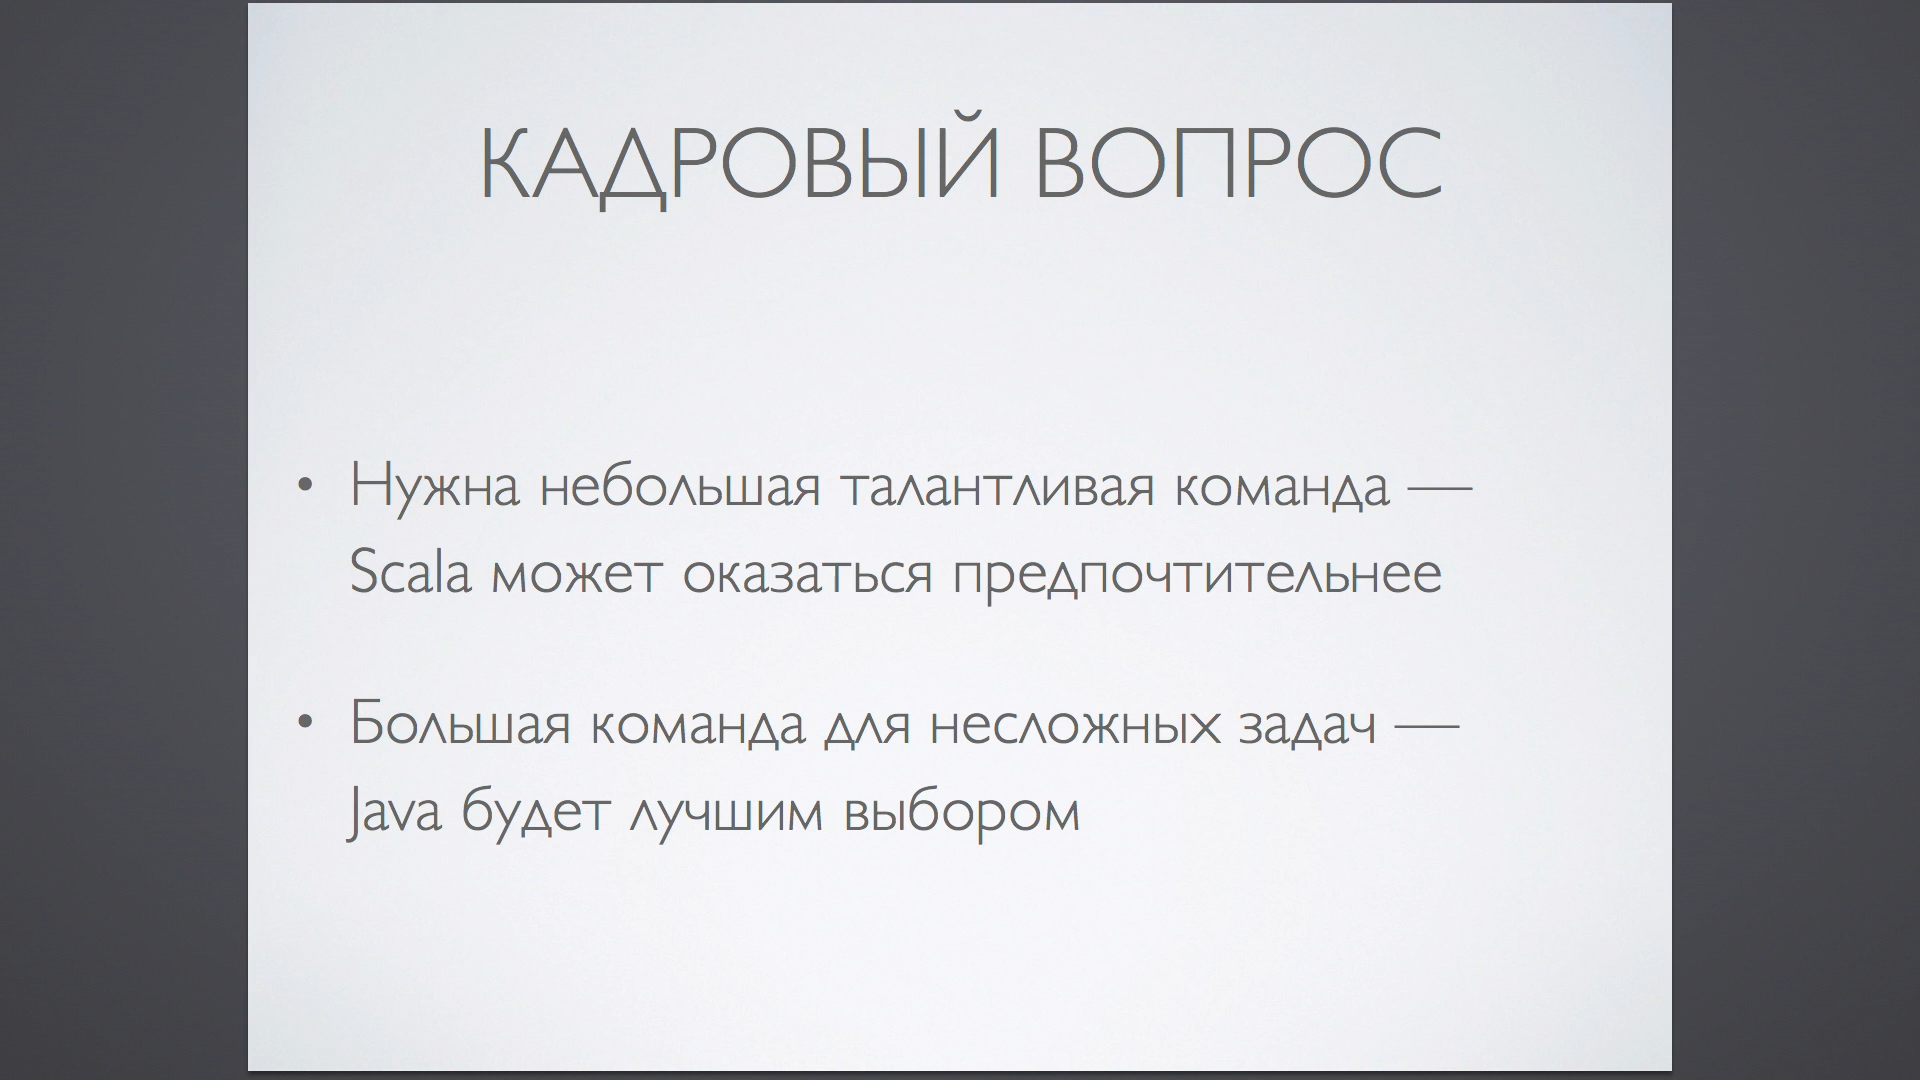 КАДРОВЫЙ ВОПРОС
• Нужна небольшая талантливая команда —
Scala может оказаться предпочтительнее
• Большая команда для несложных задач —
Java будет лучшим выбором